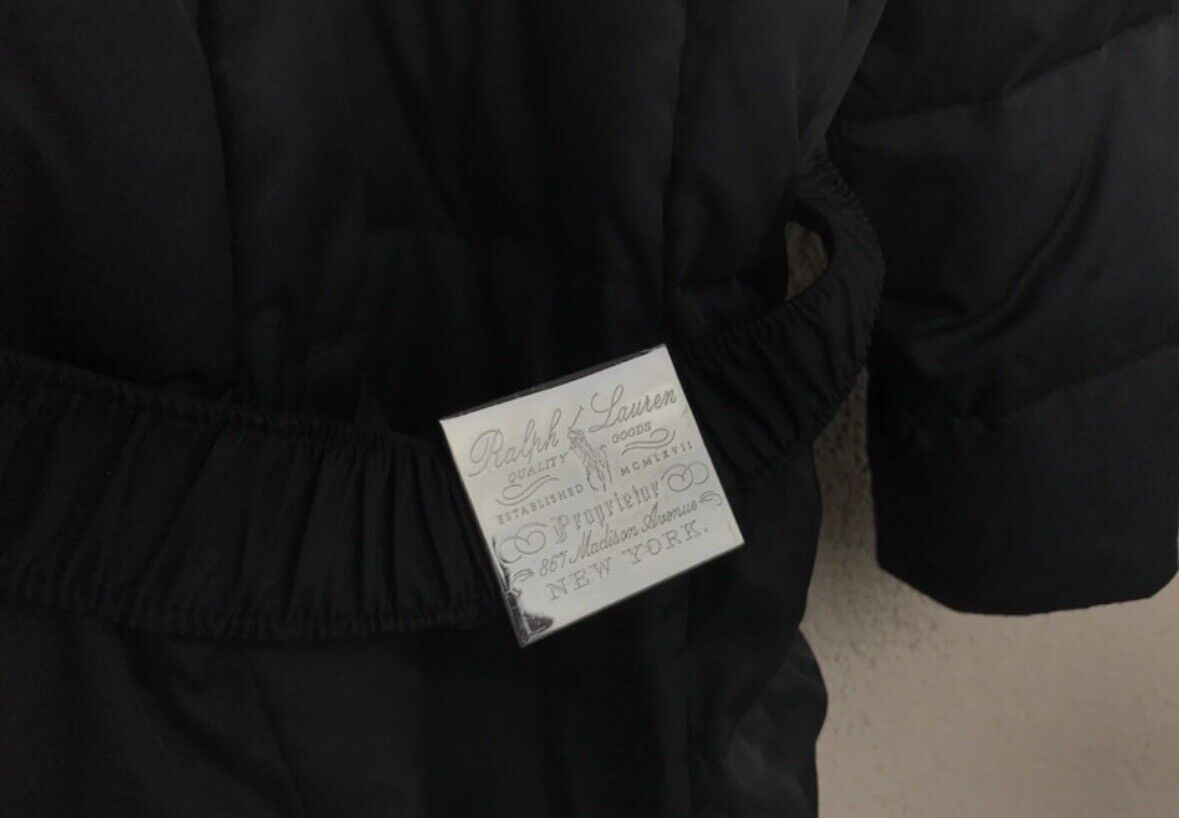 Ralph Lauren
QUALITY GOODS
ESTABLISHED MCMLXVII
Proprietor
867 Madison Avenue
NEW YORK.